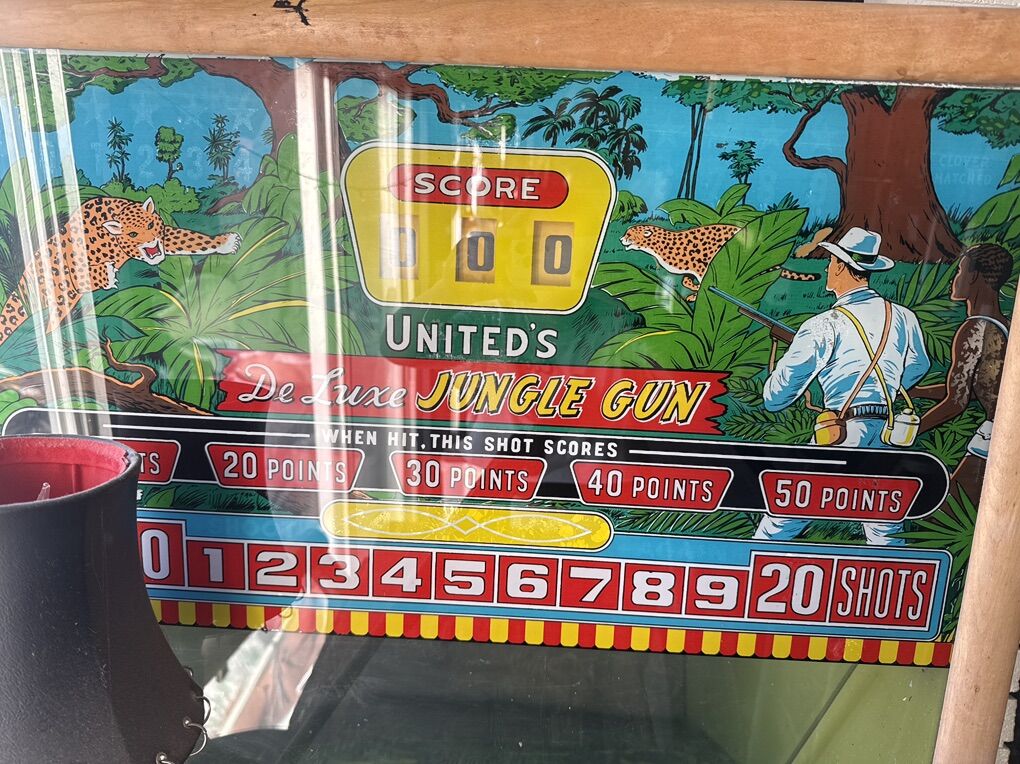 SCORE
0 0 0
UNITED'S
De Luxe JUNGLE GUN
WHEN HIT, THIS SHOT SCORES
20 POINTS 30 POINTS 40 POINTS 50 POINTS
0 1 2 3 4 5 6 7 8 9 20 SHOTS